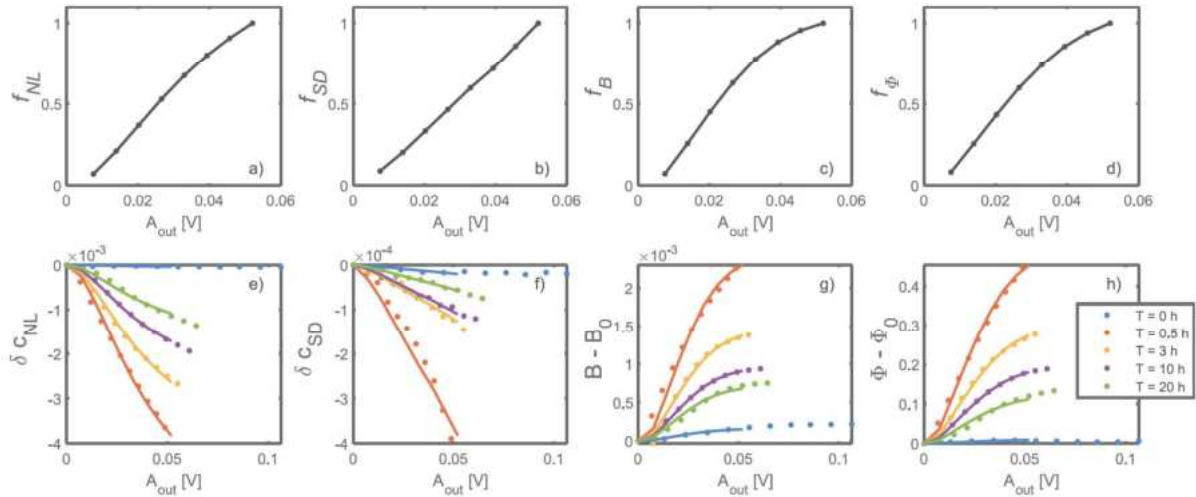 1
0.5
0
f_NL
a)
0 0.02 0.04 0.06
A_out [V]
1
0.5
0
f_SD
b)
0 0.02 0.04 0.06
A_out [V]
1
0.5
0
f_B
c)
0 0.02 0.04 0.06
A_out [V]
1
0.5
0
f_Φ
d)
0 0.02 0.04 0.06
A_out [V]
×10^-3
0
-1
-2
-3
-4
δ c_NL
e)
0 0.05 0.1
A_out [V]
×10^-4
0
-1
-2
-3
-4
δ c_SD
f)
0 0.05 0.1
A_out [V]
×10^-3
2
1
0.5
0
B - B_0
g)
0 0.05 0.1
A_out [V]
0.4
0.3
0.2
0.1
0
Φ - Φ_0
h)
0 0.05 0.1
A_out [V]
T = 0 h
T = 0.5 h
T = 3 h
T = 10 h
T = 20 h